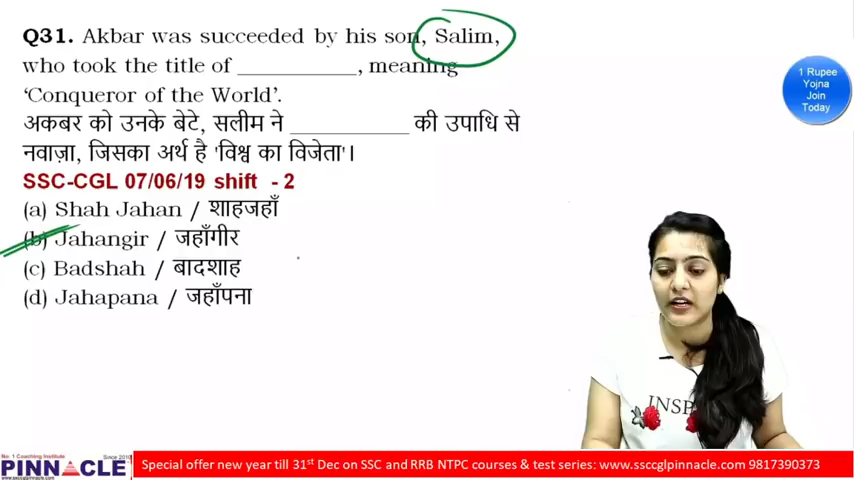 Q31. Akbar was succeeded by his son, Salim,
who took the title of ___________, meaning
‘Conqueror of the World’.
अकबर को उनके बेटे, सलीम ने ___________ की उपाधि से
नवाज़ा, जिसका अर्थ है 'विश्व का विजेता'।
SSC-CGL 07/06/19 shift - 2
(a) Shah Jahan / शाहजहाँ
(b) Jahangir / जहाँगीर
(c) Badshah / बादशाह
(d) Jahapana / जहाँपना
1 Rupee
Yojna
Join
Today
INSP
No. 1 Coaching Institute
Since 2010
PINNACLE
Special offer new year till 31st Dec on SSC and RRB NTPC courses & test series: www.ssccglpinnacle.com 9817390373